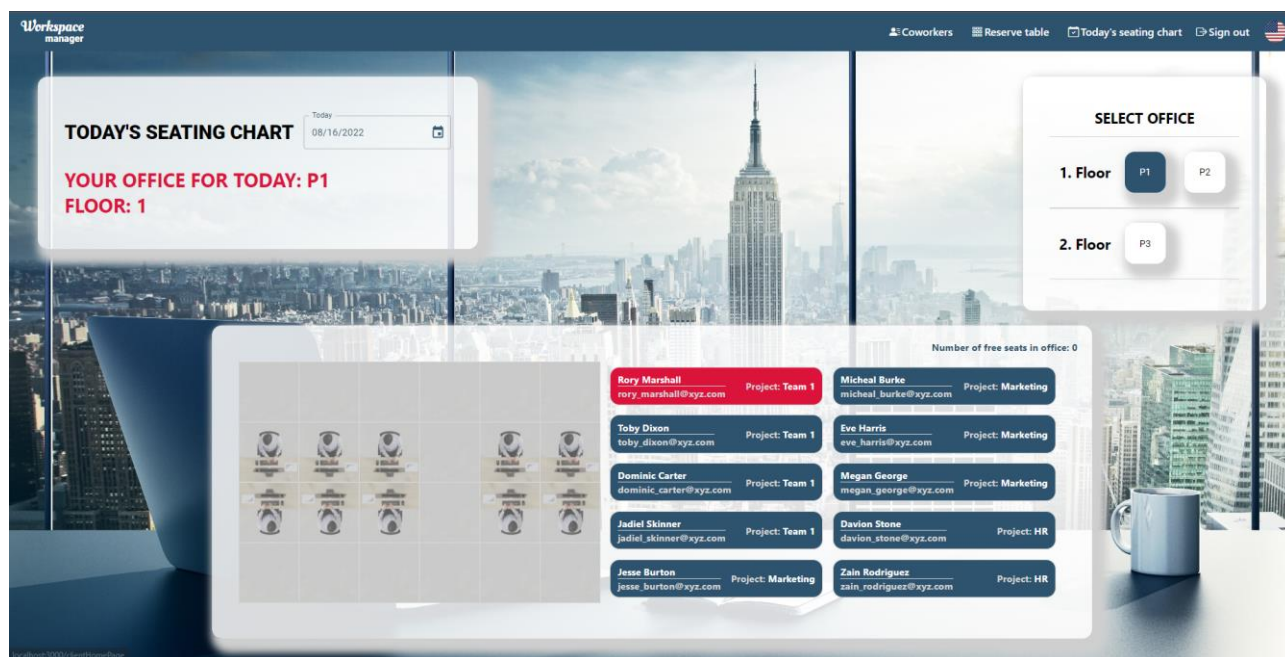 Workspace
manager
Coworkers
Reserve table
Today's seating chart
Sign out
TODAY'S SEATING CHART
Today
08/16/2022
YOUR OFFICE FOR TODAY: P1
FLOOR: 1
SELECT OFFICE
1. Floor
P1
P2
2. Floor
P3
Number of free seats in office: 0
Rory Marshall
rory_marshall@xyz.com
Project: Team 1
Micheal Burke
micheal_burke@xyz.com
Project: Marketing
Toby Dixon
toby_dixon@xyz.com
Project: Team 1
Eve Harris
eve_harris@xyz.com
Project: Marketing
Dominic Carter
dominic_carter@xyz.com
Project: Team 1
Megan George
megan_george@xyz.com
Project: Marketing
Jadiel Skinner
jadiel_skinner@xyz.com
Project: Team 1
Davion Stone
davion_stone@xyz.com
Project: HR
Jesse Burton
jesse_burton@xyz.com
Project: Marketing
Zain Rodriguez
zain_rodriguez@xyz.com
Project: HR
localhost:3000/clientHomePage